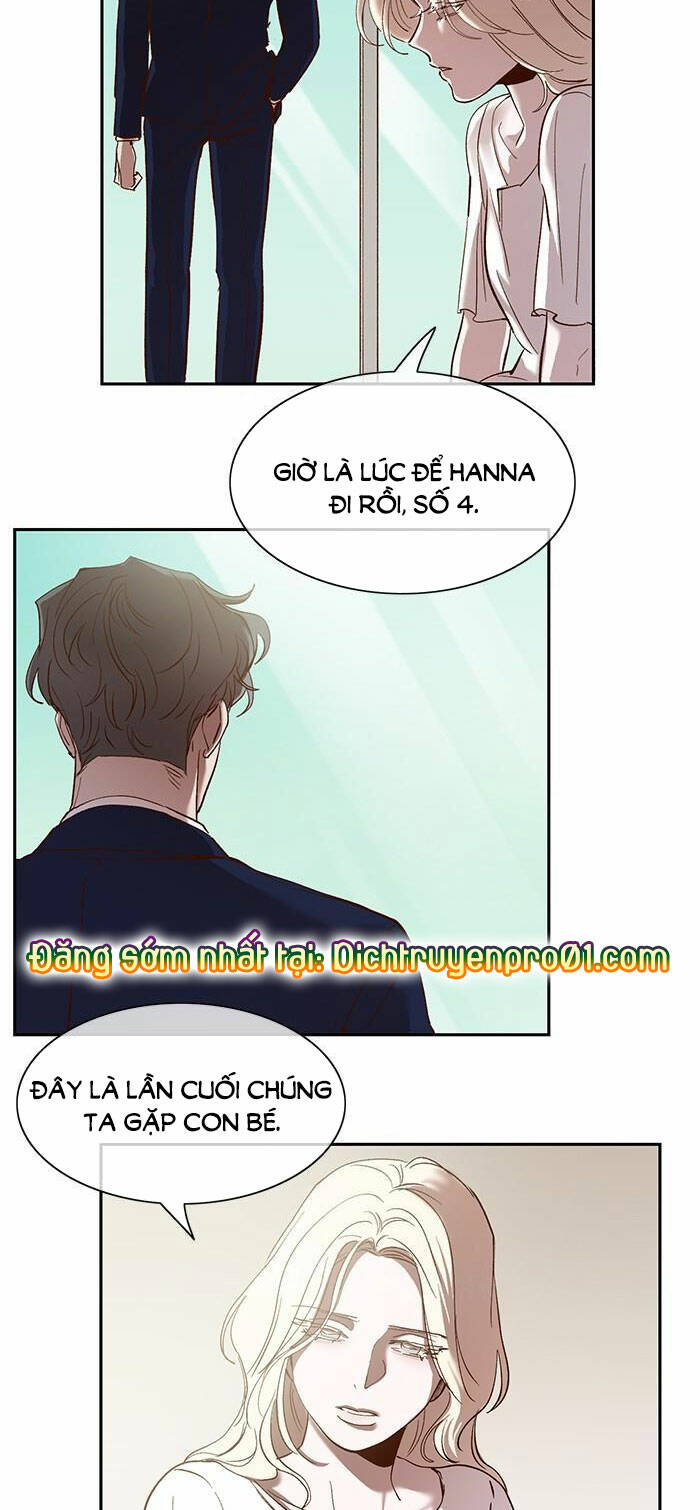 GIỜ LÀ LÚC ĐỂ HANNA
ĐI RỒI, SỐ 4.
Đăng sớm nhất tại: Dichtruyenpro01.com
ĐÂY LÀ LẦN CUỐI CHÚNG
TA GẶP CON BÉ.